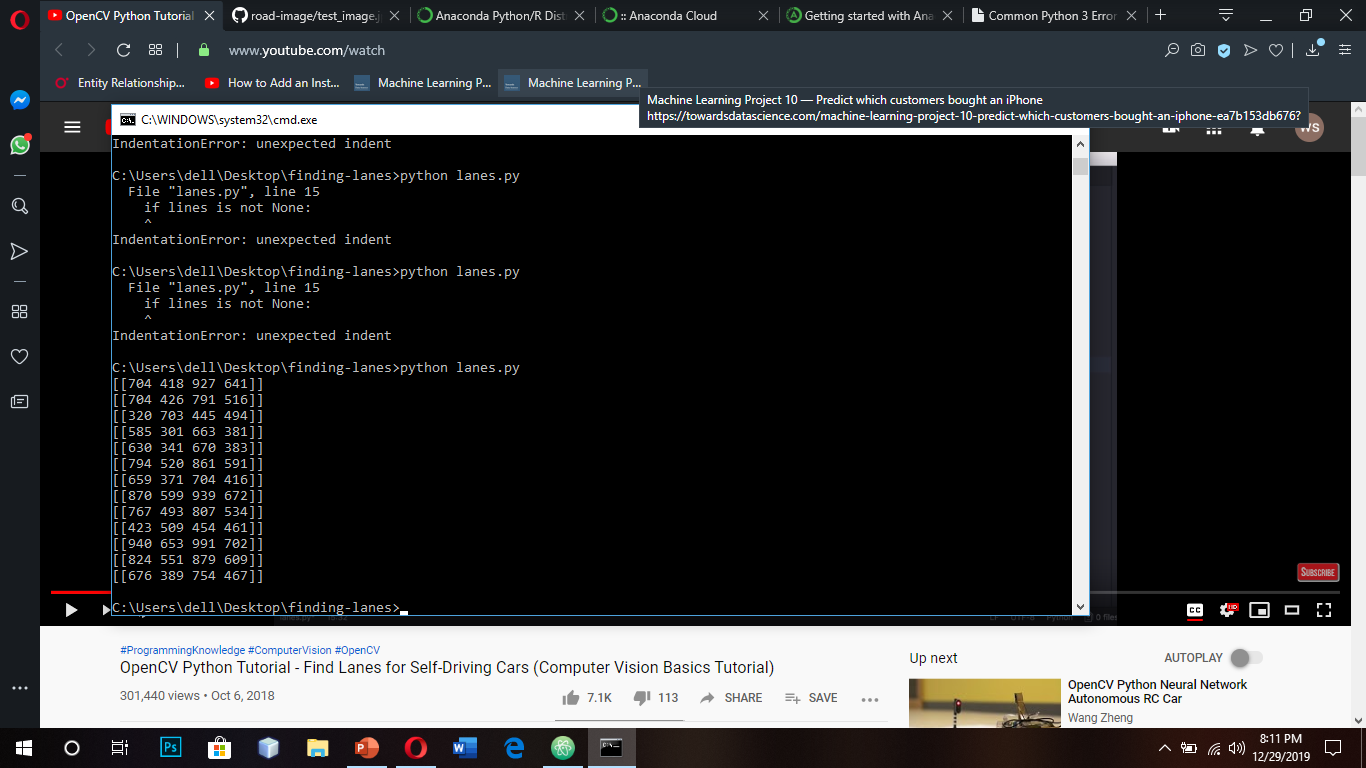 OpenCV Python Tutorial
road-image/test_image.j
Anaconda Python/R Dist
:: Anaconda Cloud
Getting started with Ana
Common Python 3 Error
www.youtube.com/watch
Entity Relationship...
How to Add an Inst...
Machine Learning P...
Machine Learning P...
Machine Learning Project 10 — Predict which customers bought an iPhone
https://towardsdatascience.com/machine-learning-project-10-predict-which-customers-bought-an-iphone-ea7b153db676?
WS
C:\WINDOWS\system32\cmd.exe
IndentationError: unexpected indent
C:\Users\dell\Desktop\finding-lanes>python lanes.py
File "lanes.py", line 15
if lines is not None:
^
IndentationError: unexpected indent
C:\Users\dell\Desktop\finding-lanes>python lanes.py
File "lanes.py", line 15
if lines is not None:
^
IndentationError: unexpected indent
C:\Users\dell\Desktop\finding-lanes>python lanes.py
[[704 418 927 641]]
[[704 426 791 516]]
[[320 703 445 494]]
[[585 301 663 381]]
[[630 341 670 383]]
[[794 520 861 591]]
[[659 371 704 416]]
[[870 599 939 672]]
[[767 493 807 534]]
[[423 509 454 461]]
[[940 653 991 702]]
[[824 551 879 609]]
[[676 389 754 467]]
C:\Users\dell\Desktop\finding-lanes>
SUBSCRIBE
CC
HD
#ProgrammingKnowledge #ComputerVision #OpenCV
OpenCV Python Tutorial - Find Lanes for Self-Driving Cars (Computer Vision Basics Tutorial)
301,440 views • Oct 6, 2018
7.1K
113
SHARE
SAVE
Up next
AUTOPLAY
OpenCV Python Neural Network
Autonomous RC Car
Wang Zheng
Ps
8:11 PM
12/29/2019